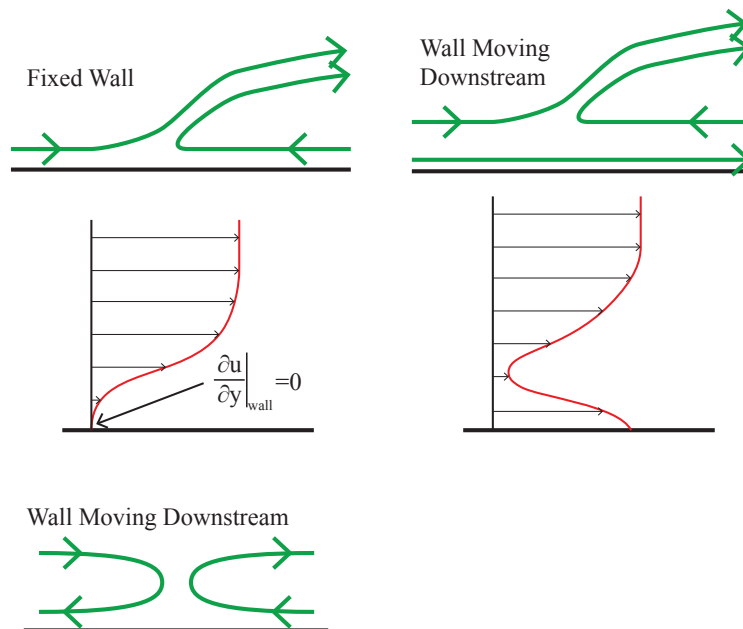 Fixed Wall
Wall Moving
Downstream
∂u
∂y|wall=0
Wall Moving Downstream